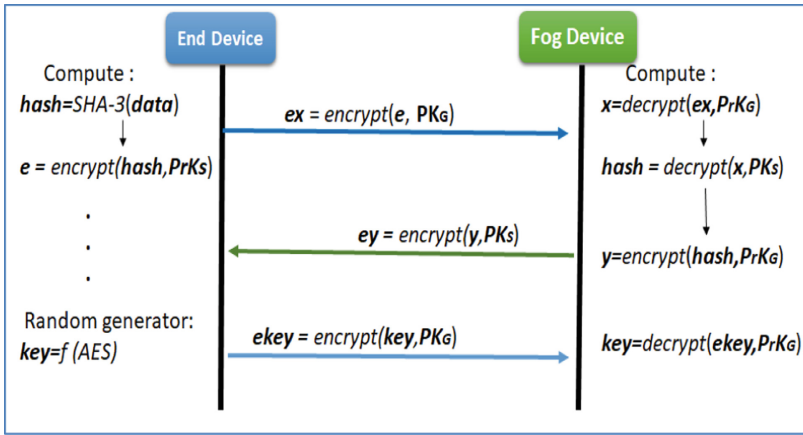 End Device
Fog Device
Compute :
hash=SHA-3(data)
e = encrypt(hash,PrKs)
.
.
.
Random generator:
key=f (AES)
ex = encrypt(e, PKG)
ey = encrypt(y,PKs)
ekey = encrypt(key,PKG)
Compute :
x=decrypt(ex,PrKG)
hash = decrypt(x,PKs)
y=encrypt(hash,PrKG)
key=decrypt(ekey,PrKG)